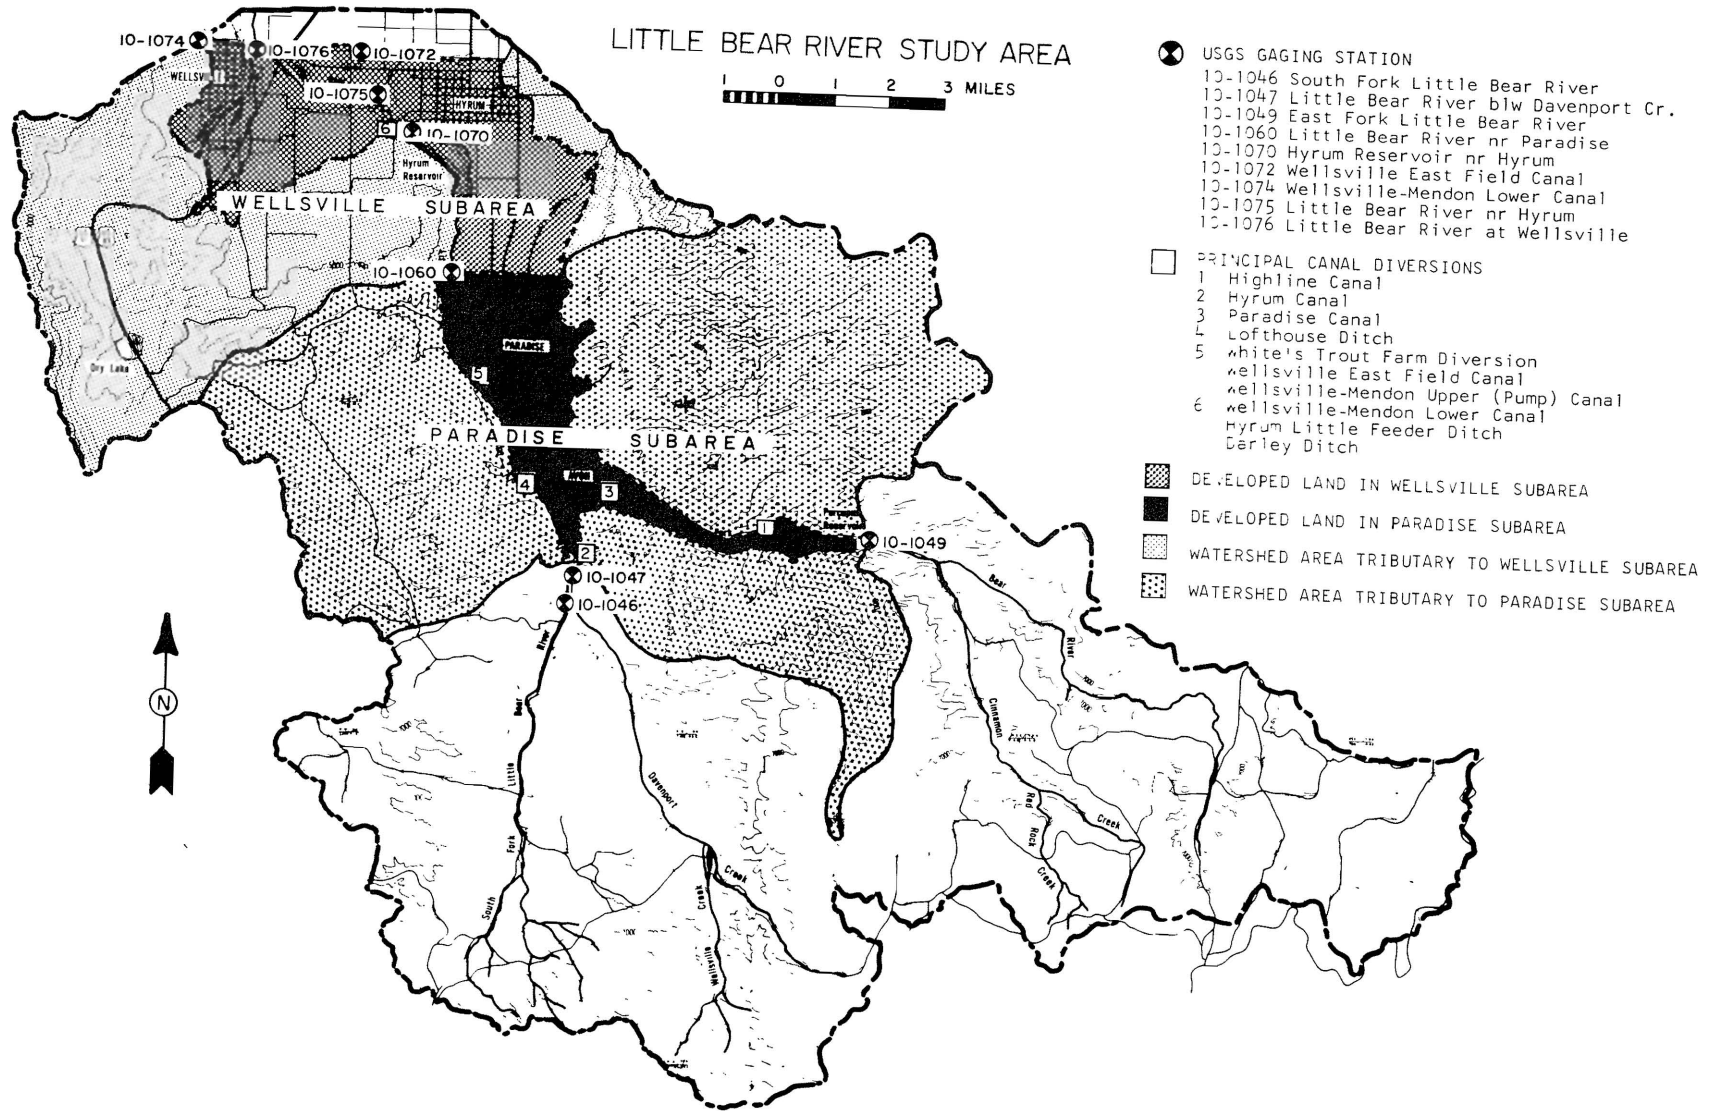 LITTLE BEAR RIVER STUDY AREA
1 0 1 2 3 MILES
USGS GAGING STATION
10-1046 South Fork Little Bear River
10-1047 Little Bear River blw Davenport Cr.
10-1049 East Fork Little Bear River
10-1060 Little Bear River nr Paradise
10-1070 Hyrum Reservoir nr Hyrum
10-1072 Wellsville East Field Canal
10-1074 Wellsville-Mendon Lower Canal
10-1075 Little Bear River nr Hyrum
10-1076 Little Bear River at Wellsville
PRINCIPAL CANAL DIVERSIONS
1 Highline Canal
2 Hyrum Canal
3 Paradise Canal
4 Lofthouse Ditch
5 White's Trout Farm Diversion
Wellsville East Field Canal
Wellsville-Mendon Upper (Pump) Canal
6 Wellsville-Mendon Lower Canal
Hyrum Little Feeder Ditch
Darley Ditch
DEVELOPED LAND IN WELLSVILLE SUBAREA
DEVELOPED LAND IN PARADISE SUBAREA
WATERSHED AREA TRIBUTARY TO WELLSVILLE SUBAREA
WATERSHED AREA TRIBUTARY TO PARADISE SUBAREA
10-1074
10-1076
10-1072
10-1075
HYRUM
6
10-1070
Hyrum
Reservoir
WELLSVILLE SUBAREA
10-1060
PARADISE
Dry Lake
5
PARADISE SUBAREA
AVON
4
3
1
10-1049
2
10-1047
10-1046
Bear
River
River
Bear
Little
Fork
South
Davenport
Creek
Creek
Wellsville
Cinnamon
Creek
Red
Rock
Creek
N